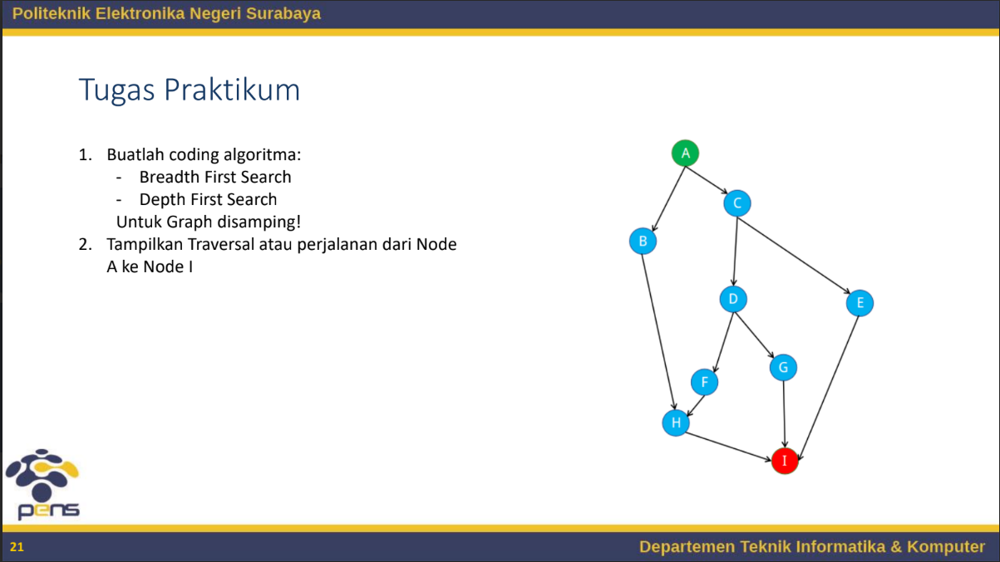 Politeknik Elektronika Negeri Surabaya
Tugas Praktikum
1. Buatlah coding algoritma:
- Breadth First Search
- Depth First Search
Untuk Graph disamping!
2. Tampilkan Traversal atau perjalanan dari Node
A ke Node I
A
C
B
D
E
G
F
H
I
pens
21
Departemen Teknik Informatika & Komputer